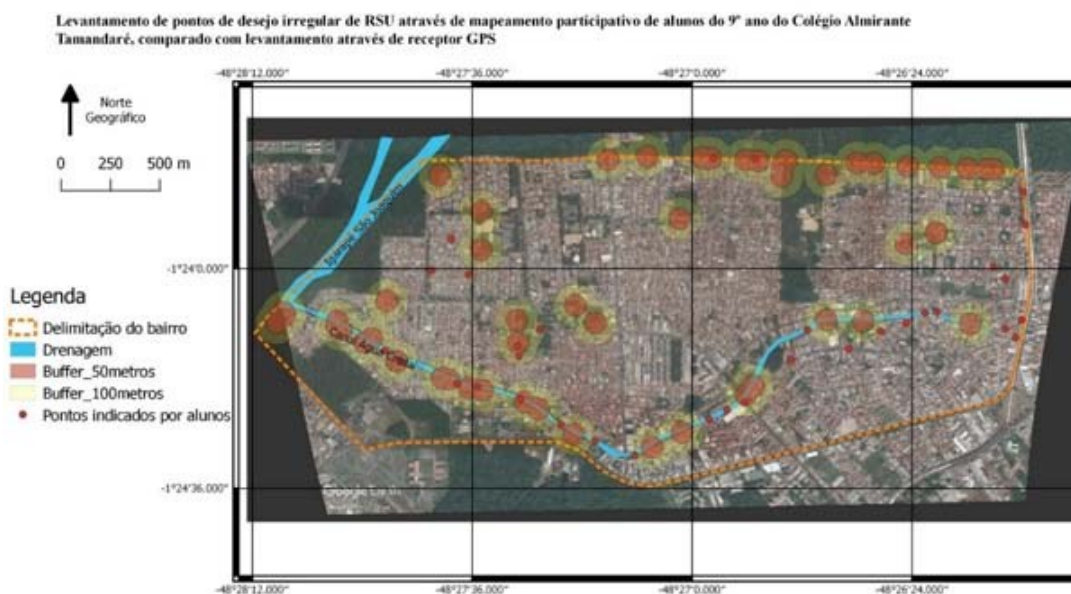 Levantamento de pontos de desejo irregular de RSU através de mapeamento participativo de alunos do 9º ano do Colégio Almirante
Tamandaré, comparado com levantamento através de receptor GPS
-48°28'12.000"
-48°27'36.000"
-48°27'0.000"
-48°26'24.000"
Norte
Geográfico
0 250 500 m
Igarapé São Joaquim
-1°24'0.000"
Legenda
Delimitação do bairro
Drenagem
Buffer_50metros
Buffer_100metros
Pontos indicados por alunos
-1°24'36.000"
-48°28'12.000"
-48°27'36.000"
-48°27'0.000"
-48°26'24.000"